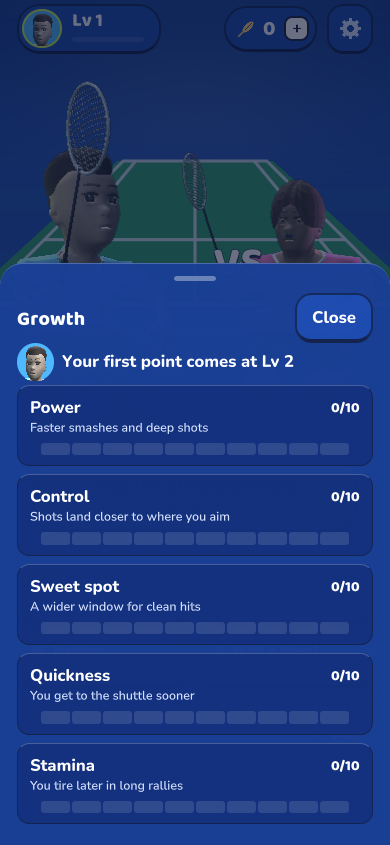 Lv 1
0
+
VS
Growth
Close
Your first point comes at Lv 2
Power
0/10
Faster smashes and deep shots
Control
0/10
Shots land closer to where you aim
Sweet spot
0/10
A wider window for clean hits
Quickness
0/10
You get to the shuttle sooner
Stamina
0/10
You tire later in long rallies